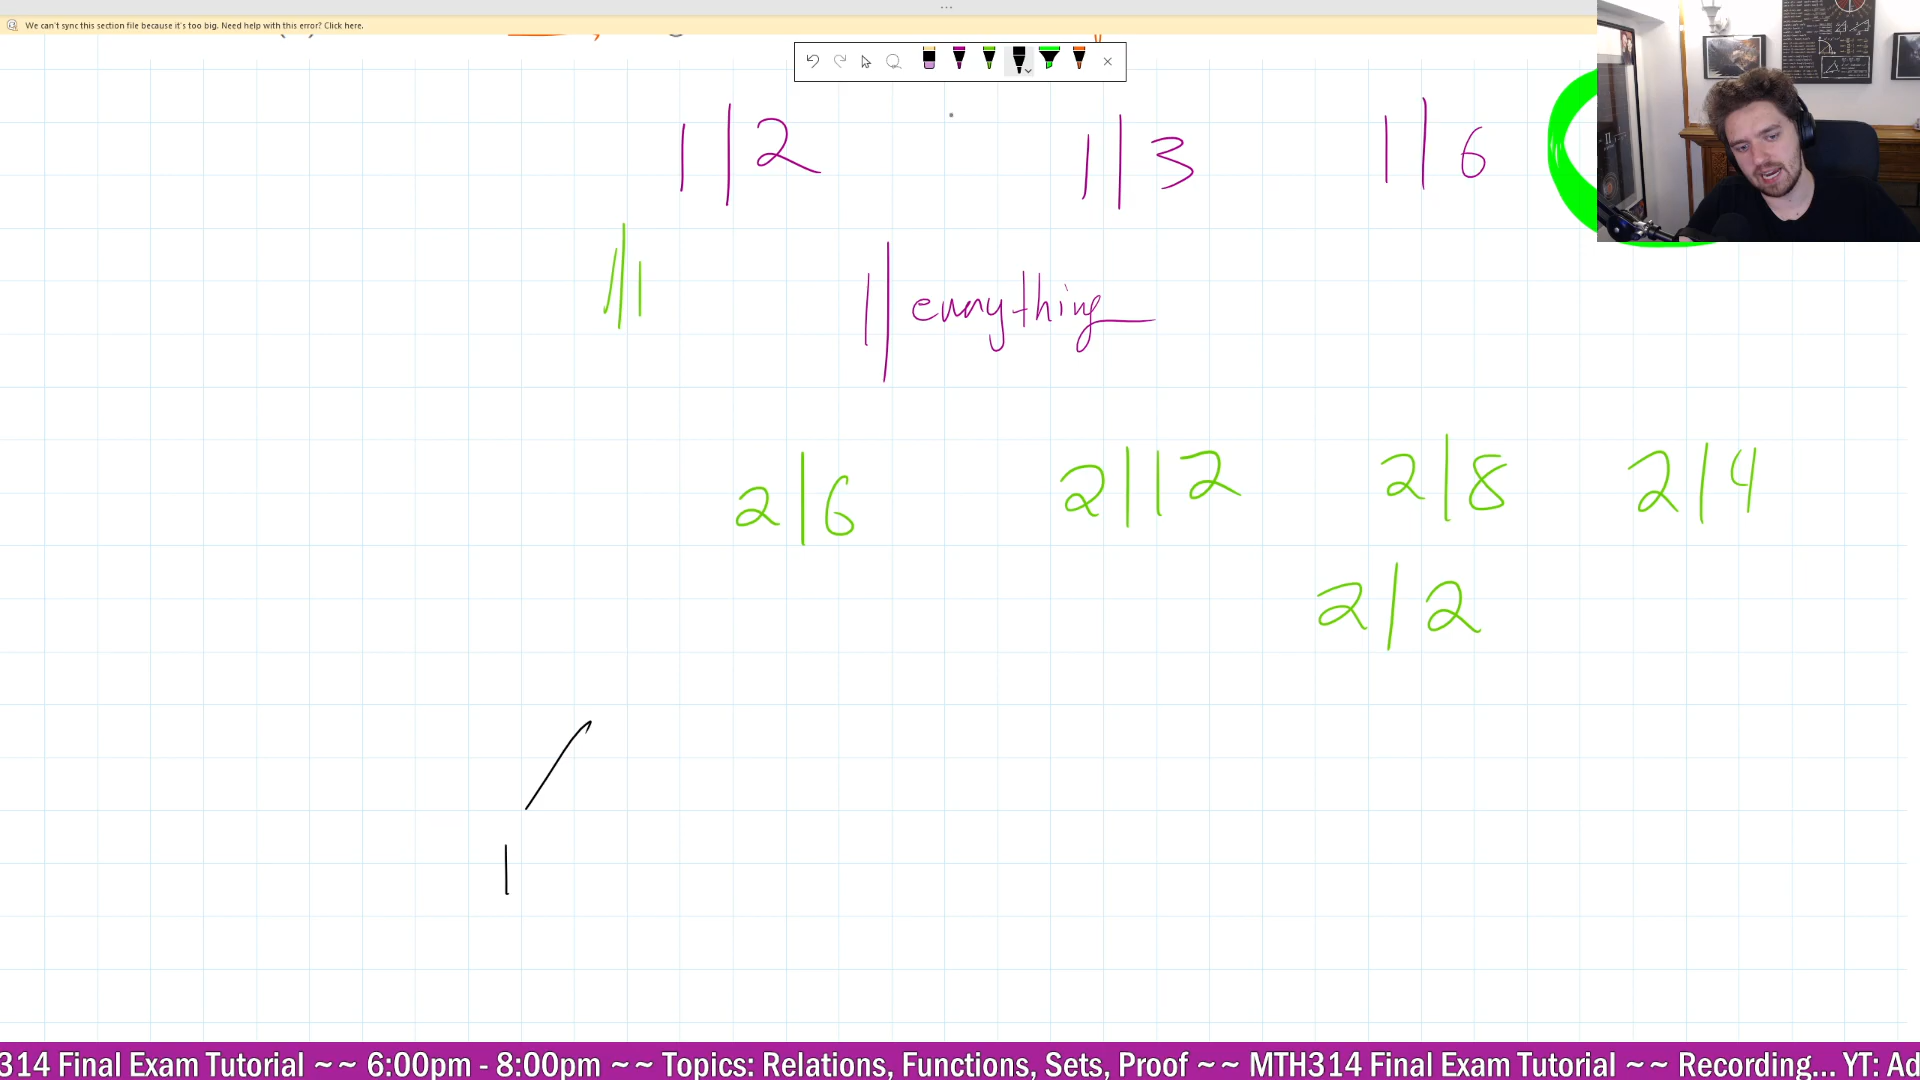 We can't sync this section file because it's too big. Need help with this error? Click here.
1|2 1|3 1|6
1|1 1|everything
2|6 2|12 2|8 2|4
2|2
1
314 Final Exam Tutorial ~~ 6:00pm - 8:00pm ~~ Topics: Relations, Functions, Sets, Proof ~~ MTH314 Final Exam Tutorial ~~ Recording... YT: Ad